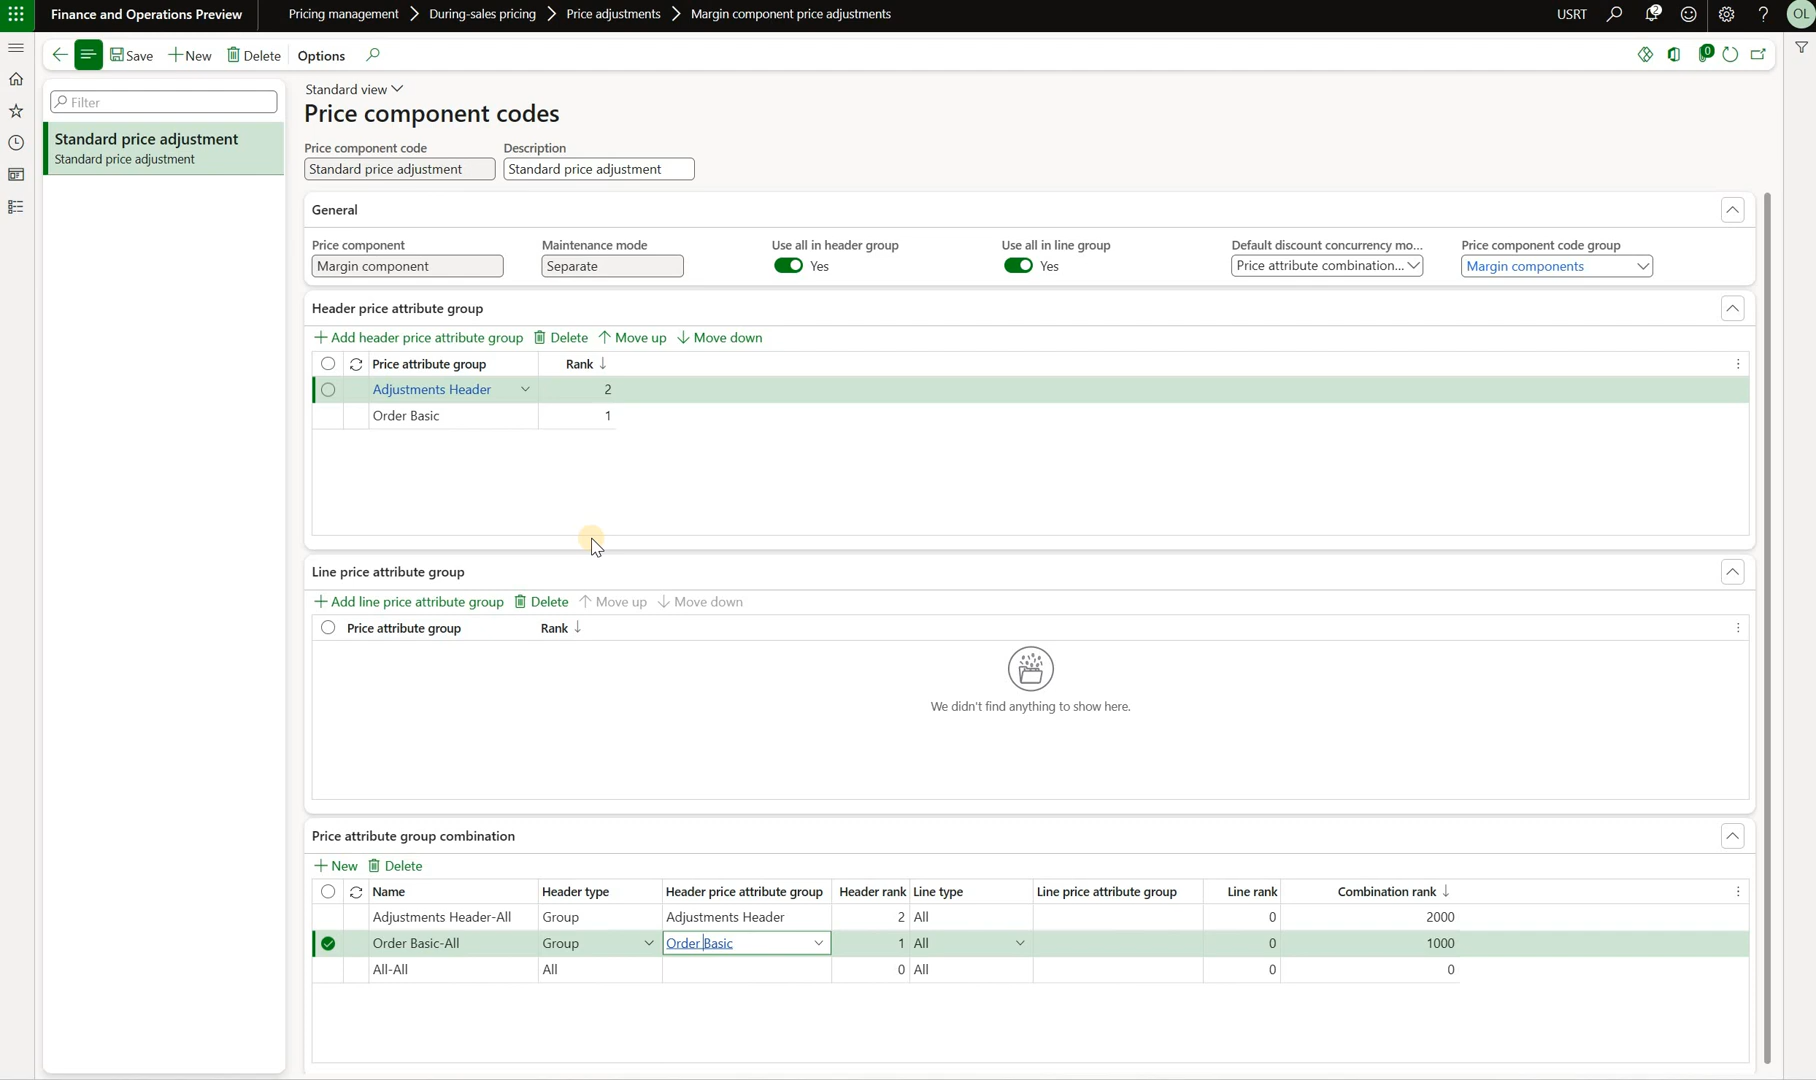 Finance and Operations Preview
Pricing management > During-sales pricing > Price adjustments > Margin component price adjustments
USRT
2
?
OL
Save
New
Delete
Options
0
Filter
Standard price adjustment
Standard price adjustment
Standard view
Price component codes
Price component code
Description
Standard price adjustment
Standard price adjustment
General
Price component
Maintenance mode
Use all in header group
Use all in line group
Default discount concurrency mo...
Price component code group
Margin component
Separate
Yes
Yes
Price attribute combination...
Margin components
Header price attribute group
Add header price attribute group
Delete
Move up
Move down
Price attribute group
Rank
Adjustments Header 2
Order Basic 1
Line price attribute group
Add line price attribute group
Delete
Move up
Move down
Price attribute group
Rank
We didn't find anything to show here.
Price attribute group combination
New
Delete
Name Header type Header price attribute group Header rank Line type Line price attribute group Line rank Combination rank
Adjustments Header-All Group Adjustments Header 2 All 0 2000
Order Basic-All Group Order Basic 1 All 0 1000
All-All All 0 All 0 0